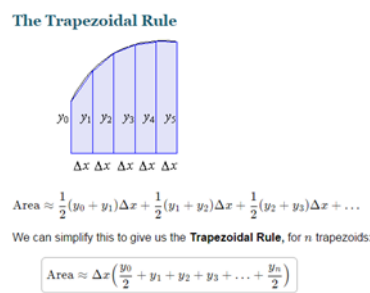 The Trapezoidal Rule
y₀ y₁ y₂ y₃ y₄ y₅
Δx Δx Δx Δx Δx
Area ≈ 1/2(y₀ + y₁)Δx + 1/2(y₁ + y₂)Δx + 1/2(y₂ + y₃)Δx + …
We can simplify this to give us the Trapezoidal Rule, for n trapezoids:
Area ≈ Δx(y₀/2 + y₁ + y₂ + y₃ + … + yₙ/2)